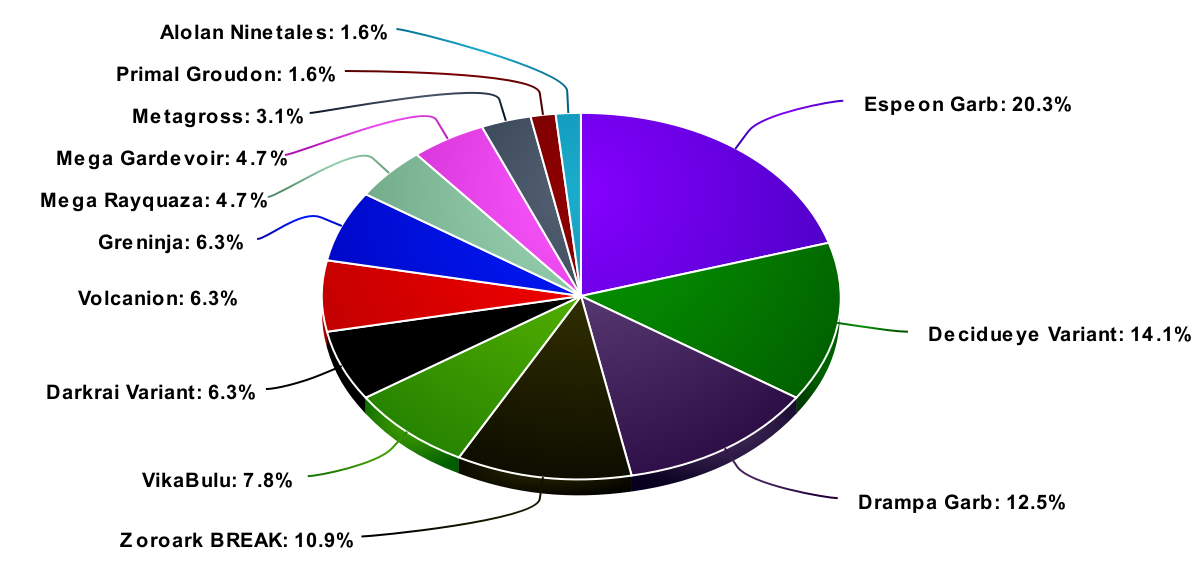 Alolan Ninetales: 1.6%
Primal Groudon: 1.6%
Espeon Garb: 20.3%
Metagross: 3.1%
Mega Gardevoir: 4.7%
Mega Rayquaza: 4.7%
Greninja: 6.3%
Volcanion: 6.3%
Decidueye Variant: 14.1%
Darkrai Variant: 6.3%
VikaBulu: 7.8%
Drampa Garb: 12.5%
Zoroark BREAK: 10.9%